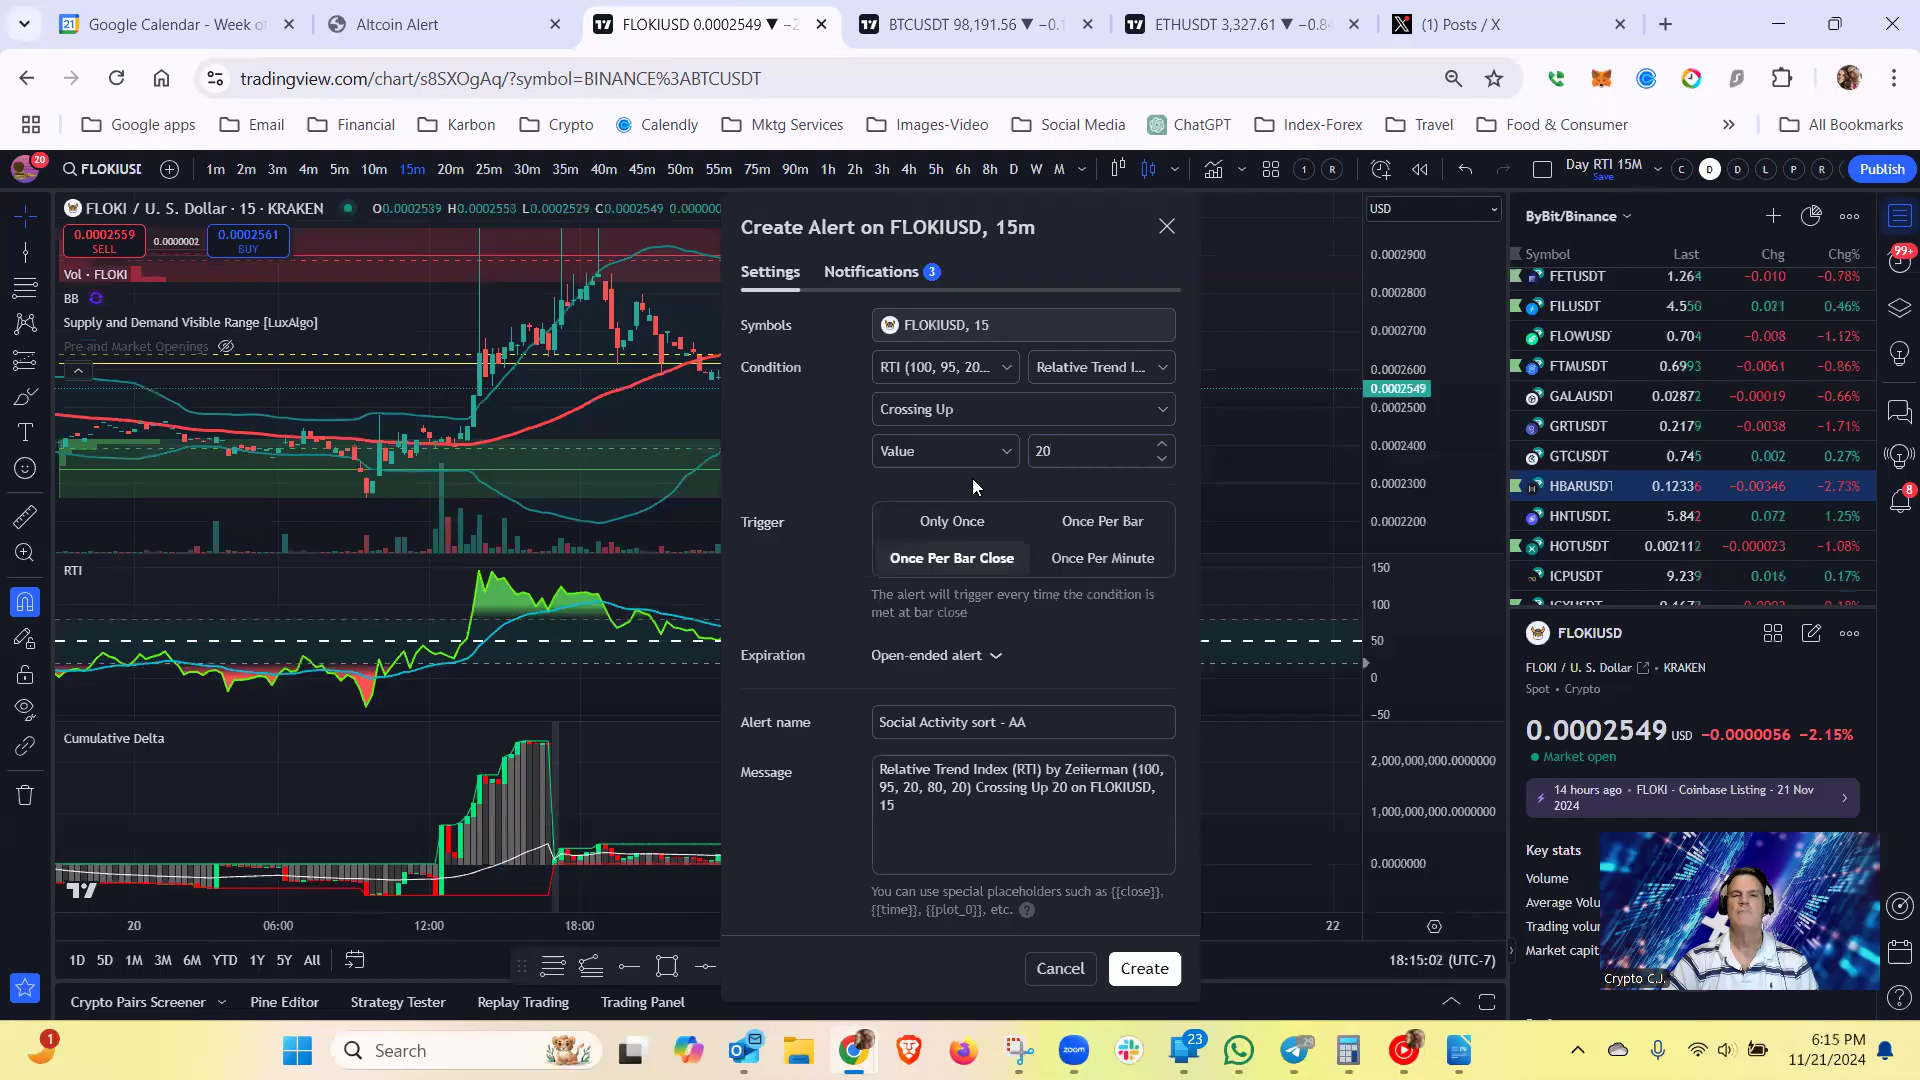 Google Calendar - Week of
Altcoin Alert
FLOKIUSD 0.0002549 ▼ −2
BTCUSDT 98,191.56 ▼ −0.1
ETHUSDT 3,327.61 ▼ −0.84
(1) Posts / X
tradingview.com/chart/s8SXOgAq/?symbol=BINANCE%3ABTCUSDT
Google apps
Email
Financial
Karbon
Crypto
Calendly
Mktg Services
Images-Video
Social Media
ChatGPT
Index-Forex
Travel
Food & Consumer
All Bookmarks
20
FLOKIUSD
1m 2m 3m 4m 5m 10m 15m 20m 25m 30m 35m 40m 45m 50m 55m 75m 90m 1h 2h 3h 4h 5h 6h 8h D W M
1 R
Day RTI 15M
Save
C D D L P R
Publish
FLOKI / U. S. Dollar · 15 · KRAKEN
O0.0002539 H0.0002553 L0.0002529 C0.0002549 0.000000
0.0002559
SELL
0.0000002
0.0002561
BUY
Vol · FLOKI
BB
Supply and Demand Visible Range [LuxAlgo]
Pre and Market Openings
RTI
Cumulative Delta
20 06:00 12:00 18:00
22
Create Alert on FLOKIUSD, 15m
Settings
Notifications 3
Symbols
FLOKIUSD, 15
Condition
RTI (100, 95, 20...
Relative Trend I...
Crossing Up
Value
20
Trigger
Only Once
Once Per Bar
Once Per Bar Close
Once Per Minute
The alert will trigger every time the condition is
met at bar close
Expiration
Open-ended alert
Alert name
Social Activity sort - AA
Message
Relative Trend Index (RTI) by Zeiierman (100,
95, 20, 80, 20) Crossing Up 20 on FLOKIUSD,
15
You can use special placeholders such as {{close}},
{{time}}, {{plot_0}}, etc.
Cancel
Create
USD
0.0002900
0.0002800
0.0002700
0.0002600
0.0002549
0.0002500
0.0002400
0.0002300
0.0002200
150
100
50
0
−50
2,000,000,000.0000000
1,000,000,000.0000000
0.0000000
1D 5D 1M 3M 6M YTD 1Y 5Y All
18:15:02 (UTC-7)
Crypto Pairs Screener
Pine Editor
Strategy Tester
Replay Trading
Trading Panel
ByBit/Binance
Symbol Last Chg Chg%
FETUSDT 1.264 −0.010 −0.78%
FILUSDT 4.550 0.021 0.46%
FLOWUSDT 0.704 −0.008 −1.12%
FTMUSDT 0.6993 −0.0061 −0.86%
GALAUSDT 0.02872 −0.00019 −0.66%
GRTUSDT 0.2179 −0.0038 −1.71%
GTCUSDT 0.745 0.002 0.27%
HBARUSDT 0.12336 −0.00346 −2.73%
HNTUSDT. 5.842 0.072 1.25%
HOTUSDT 0.002112 −0.000023 −1.08%
ICPUSDT 9.239 0.016 0.17%
FLOKIUSD
FLOKI / U. S. Dollar • KRAKEN
Spot • Crypto
0.0002549 USD −0.0000056 −2.15%
Market open
14 hours ago • FLOKI - Coinbase Listing - 21 Nov
2024
Key stats
Volume
Average Volu
Trading volur
Market capit
Crypto C.J.
99+
8
1
Search
23
29
zoom
6:15 PM
11/21/2024